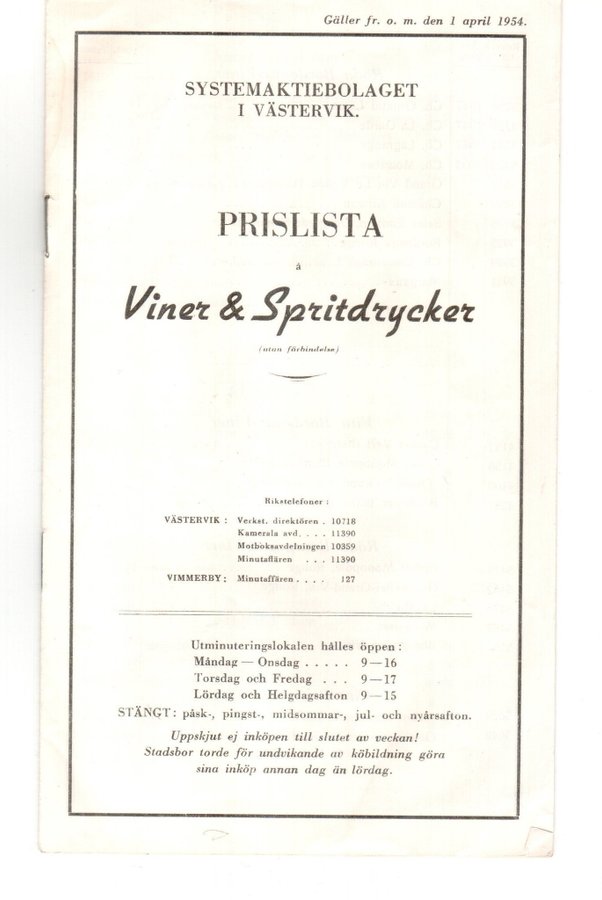 Gäller fr. o. m. den 1 april 1954.
SYSTEMAKTIEBOLAGET
I VÄSTERVIK.
PRISLISTA
å
Viner & Spritdrycker
(utan förbindelse)
Rikstelefoner :
VÄSTERVIK : Verkst. direktören . 10718
Kamerala avd. . . . 11390
Motboksavdelningen 10359
Minutaffären . . . 11390
VIMMERBY : Minutaffären . . . . 127
Utminuteringslokalen hålles öppen :
Måndag — Onsdag . . . . . 9 — 16
Torsdag och Fredag . . . 9 — 17
Lördag och Helgdagsafton 9 — 15
STÄNGT : påsk-, pingst-, midsommar-, jul- och nyårsafton.
Uppskjut ej inköpen till slutet av veckan!
Stadsbor torde för undvikande av köbildning göra
sina inköp annan dag än lördag.